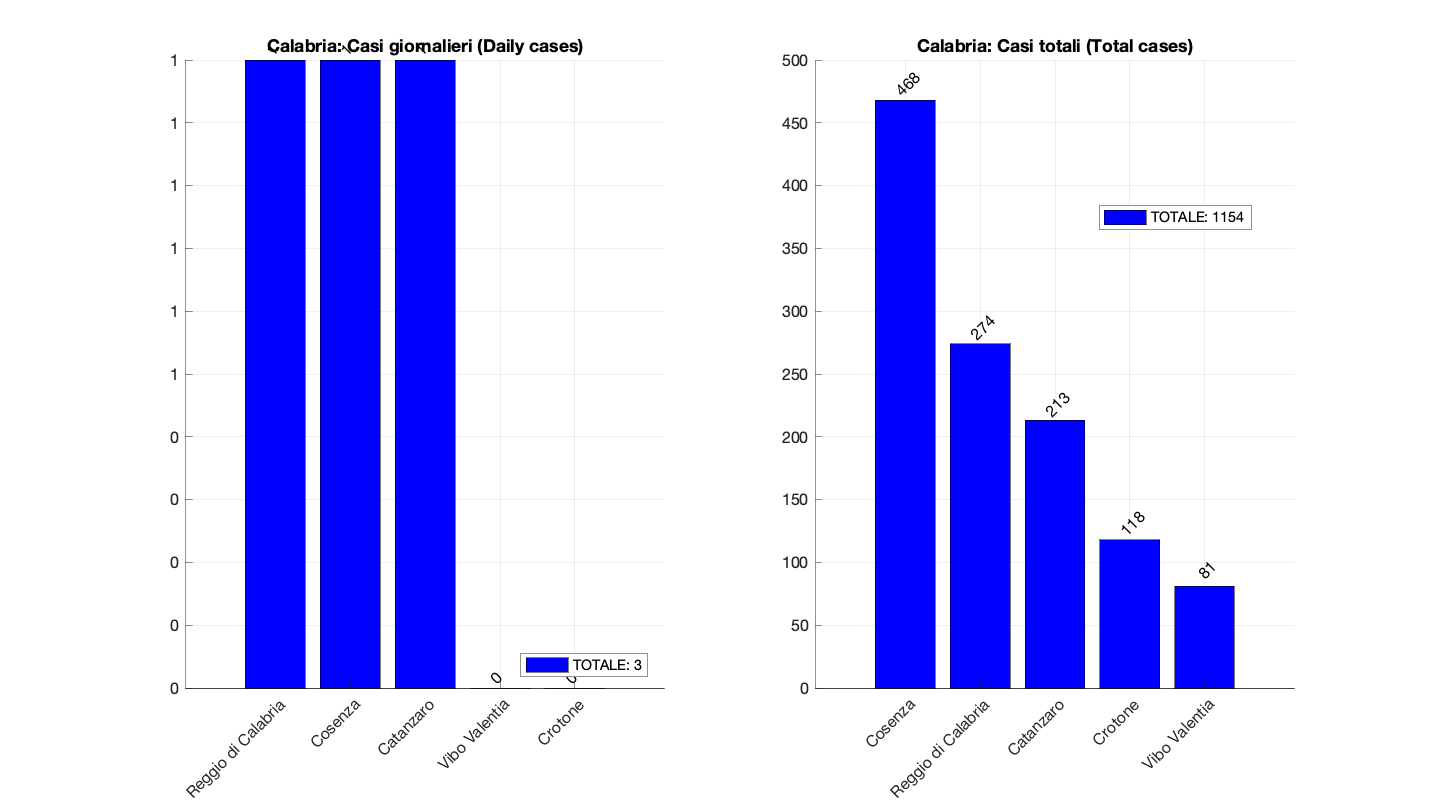 Calabria: Casi giornalieri (Daily cases)
1
1
1
1
1
1
0
0
0
0
0
0
0
TOTALE: 3
Reggio di Calabria
Cosenza
Catanzaro
Vibo Valentia
Crotone
Calabria: Casi totali (Total cases)
500
450
400
350
300
250
200
150
100
50
0
468
274
213
118
81
TOTALE: 1154
Cosenza
Reggio di Calabria
Catanzaro
Crotone
Vibo Valentia